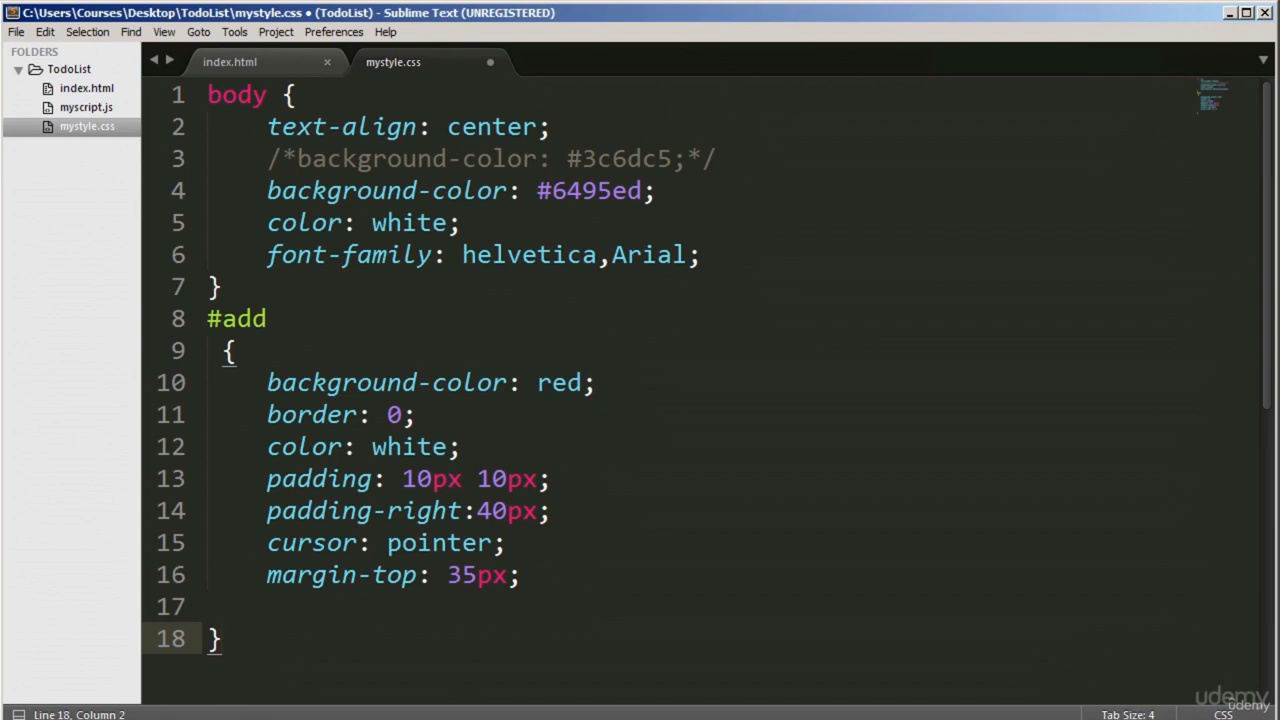 C:\Users\Courses\Desktop\TodoList\mystyle.css • (TodoList) - Sublime Text (UNREGISTERED)
File Edit Selection Find View Goto Tools Project Preferences Help
FOLDERS
TodoList
index.html
myscript.js
mystyle.css
index.html × mystyle.css
1 body {
2 text-align: center;
3 /*background-color: #3c6dc5;*/
4 background-color: #6495ed;
5 color: white;
6 font-family: helvetica,Arial;
7 }
8 #add
9 {
10 background-color: red;
11 border: 0;
12 color: white;
13 padding: 10px 10px;
14 padding-right:40px;
15 cursor: pointer;
16 margin-top: 35px;
17
18 }
udemy
udemy
Line 18, Column 2 Tab Size: 4 CSS